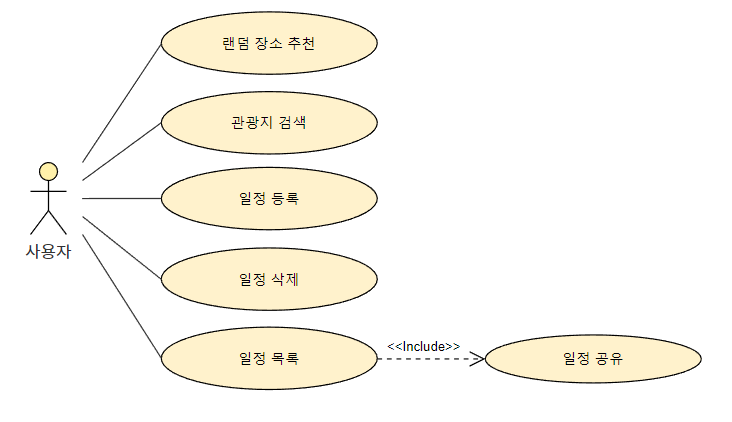 랜덤 장소 추천
관광지 검색
일정 등록
사용자
일정 삭제
<<Include>>
일정 목록
일정 공유